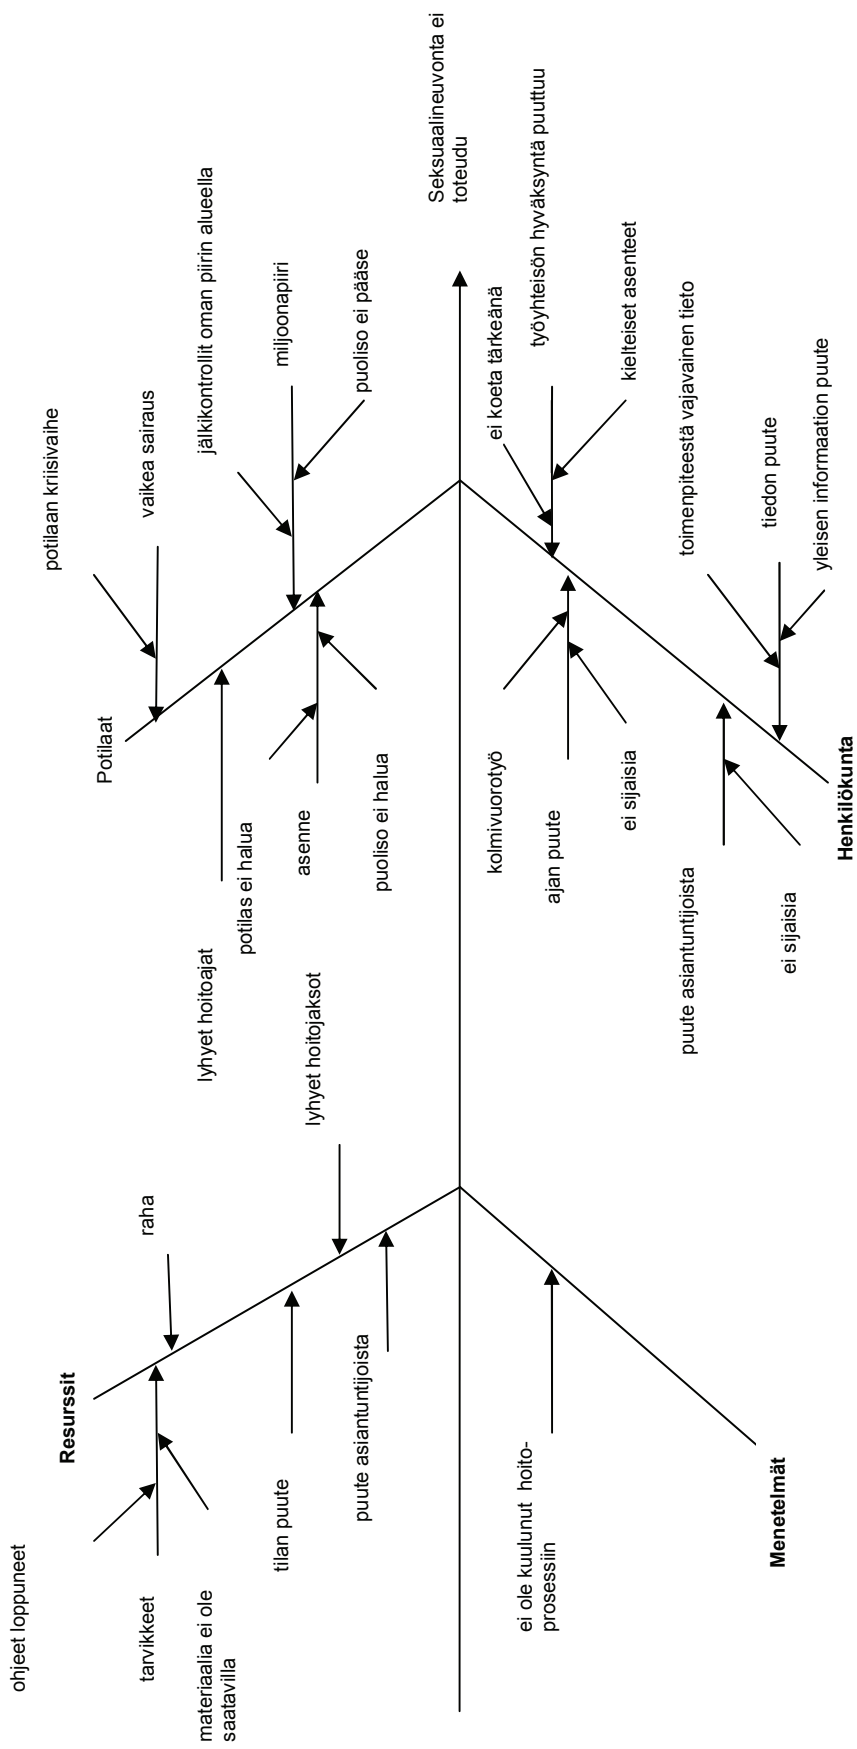 ohjeet loppuneet
Resurssit
raha
tarvikkeet
materiaalia ei ole
saatavilla
tilan puute
lyhyet hoitojaksot
puute asiantuntijoista
Potilaat
potilaan kriisivaihe
vaikea sairaus
lyhyet hoitoajat
potilas ei halua
jälkikontrollit oman piirin alueella
miljoonapiiri
puoliso ei pääse
asenne
puoliso ei halua
Seksuaalineuvonta ei
toteudu
ei ole kuulunut hoito-
prosessiin
Menetelmät
kolmivuorotyö
ajan puute
ei sijaisia
ei koeta tärkeänä
työyhteisön hyväksyntä puuttuu
kielteiset asenteet
puute asiantuntijoista
ei sijaisia
toimenpiteestä vajavainen tieto
tiedon puute
yleisen informaation puute
Henkilökunta